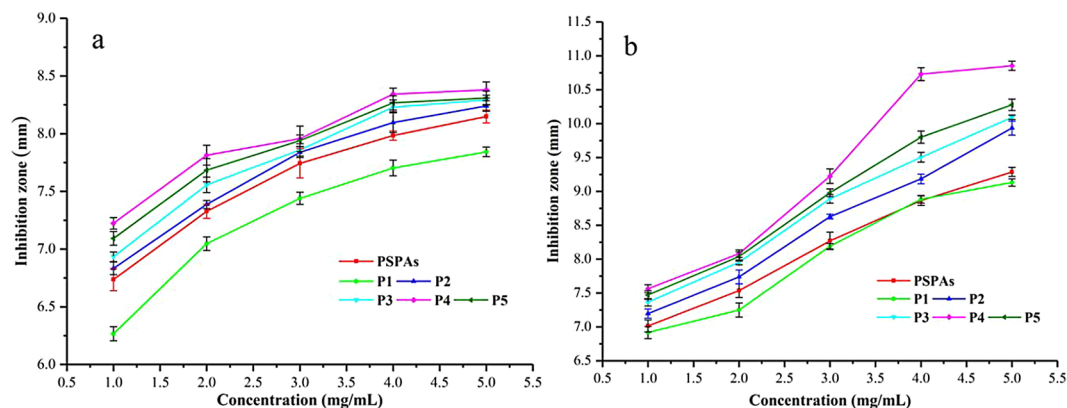 a
9.0
8.5
8.0
7.5
7.0
6.5
6.0
Inhibition zone (mm)
PSPAs
P1 P2
P3 P4 P5
0.5 1.0 1.5 2.0 2.5 3.0 3.5 4.0 4.5 5.0 5.5
Concentration (mg/mL)
b
11.5
11.0
10.5
10.0
9.5
9.0
8.5
8.0
7.5
7.0
6.5
Inhibition zone (mm)
PSPAs
P1 P2
P3 P4 P5
0.5 1.0 1.5 2.0 2.5 3.0 3.5 4.0 4.5 5.0 5.5
Concentration (mg/mL)